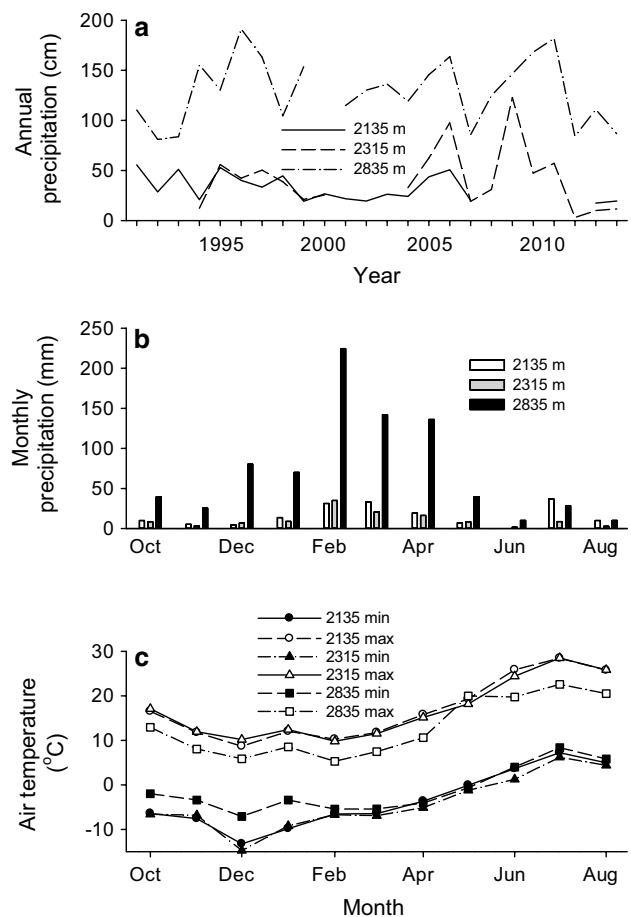 a
Annual
precipitation (cm)
200
150
100
50
0
2135 m
2315 m
2835 m
1995
2000
2005
2010
Year
b
Monthly
precipitation (mm)
250
200
150
100
50
0
2135 m
2315 m
2835 m
Oct
Dec
Feb
Apr
Jun
Aug
c
2135 min
2135 max
2315 min
2315 max
2835 min
2835 max
Air temperature
(°C)
30
20
10
0
-10
Oct
Dec
Feb
Apr
Jun
Aug
Month